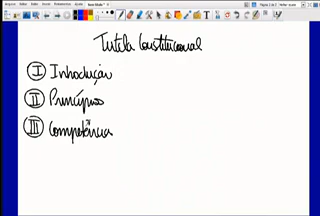 Tutela Constitucional
I Introdução
II Princípios
III Competência